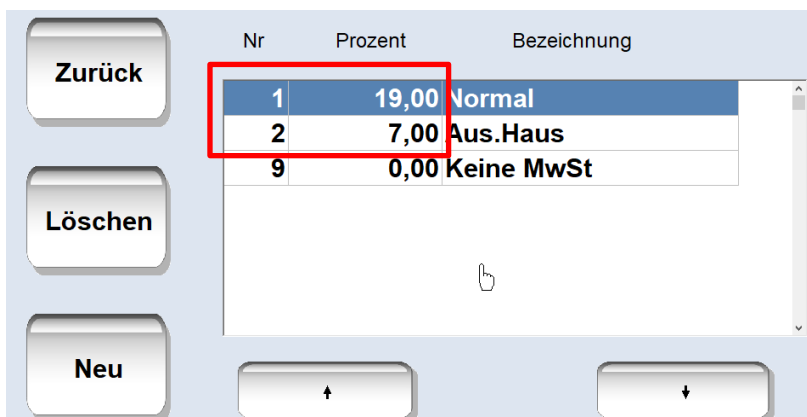 Zurück
Löschen
Neu
Nr Prozent Bezeichnung
1 19,00 Normal
2 7,00 Aus.Haus
9 0,00 Keine MwSt